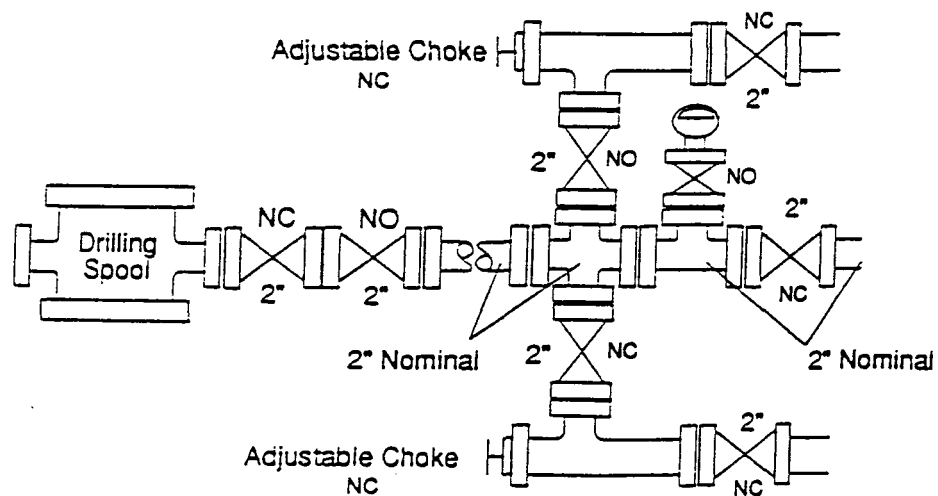 NC
Adjustable Choke
NC
2"
2"
NO
NO
2"
NC
NO
Drilling
Spool
2"
2"
NC
2" Nominal
2"
NC
2" Nominal
2"
Adjustable Choke
NC
NC